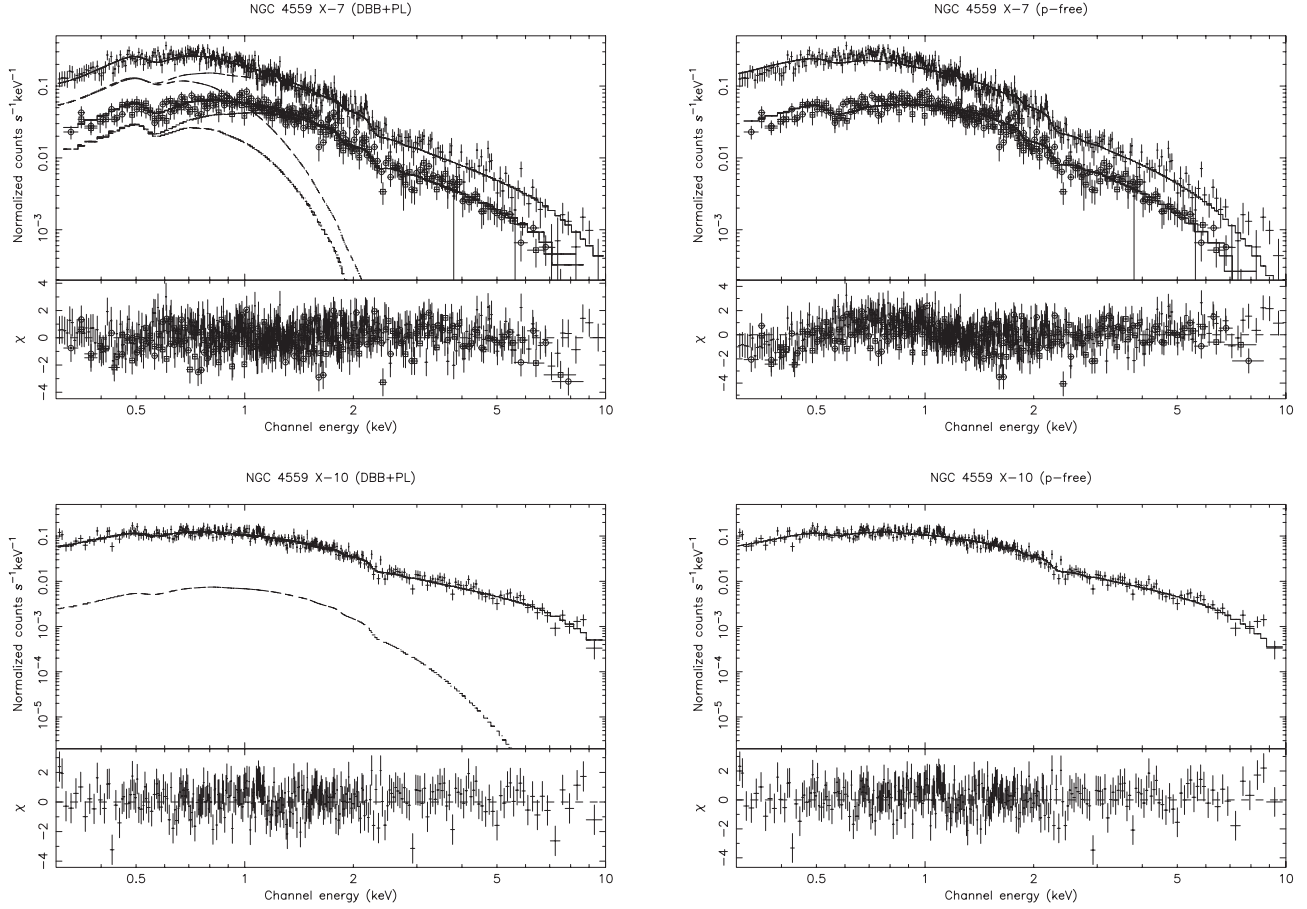 NGC 4559 X−7 (DBB+PL)
Normalized counts s⁻¹keV⁻¹
0.1
0.01
10⁻³
χ
4
2
0
−2
−4
0.5 1 2 5 10
Channel energy (keV)
NGC 4559 X−7 (p−free)
Normalized counts s⁻¹keV⁻¹
0.1
0.01
10⁻³
χ
4
2
0
−2
−4
0.5 1 2 5 10
Channel energy (keV)
NGC 4559 X−10 (DBB+PL)
Normalized counts s⁻¹keV⁻¹
0.1
0.01
10⁻³
10⁻⁴
10⁻⁵
χ
2
0
−2
−4
0.5 1 2 5 10
Channel energy (keV)
NGC 4559 X−10 (p−free)
Normalized counts s⁻¹keV⁻¹
0.1
0.01
10⁻³
10⁻⁴
10⁻⁵
χ
2
0
−2
−4
0.5 1 2 5 10
Channel energy (keV)